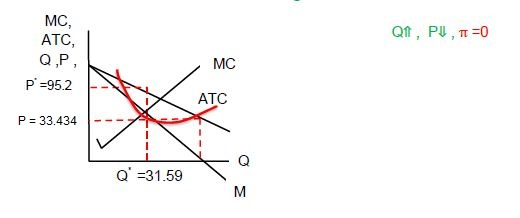 MC,
ATC,
Q ,P ,
Q⇑ , P⇓ , π =0
MC
P* =95.2
ATC
P = 33.434
Q
Q* =31.59
M